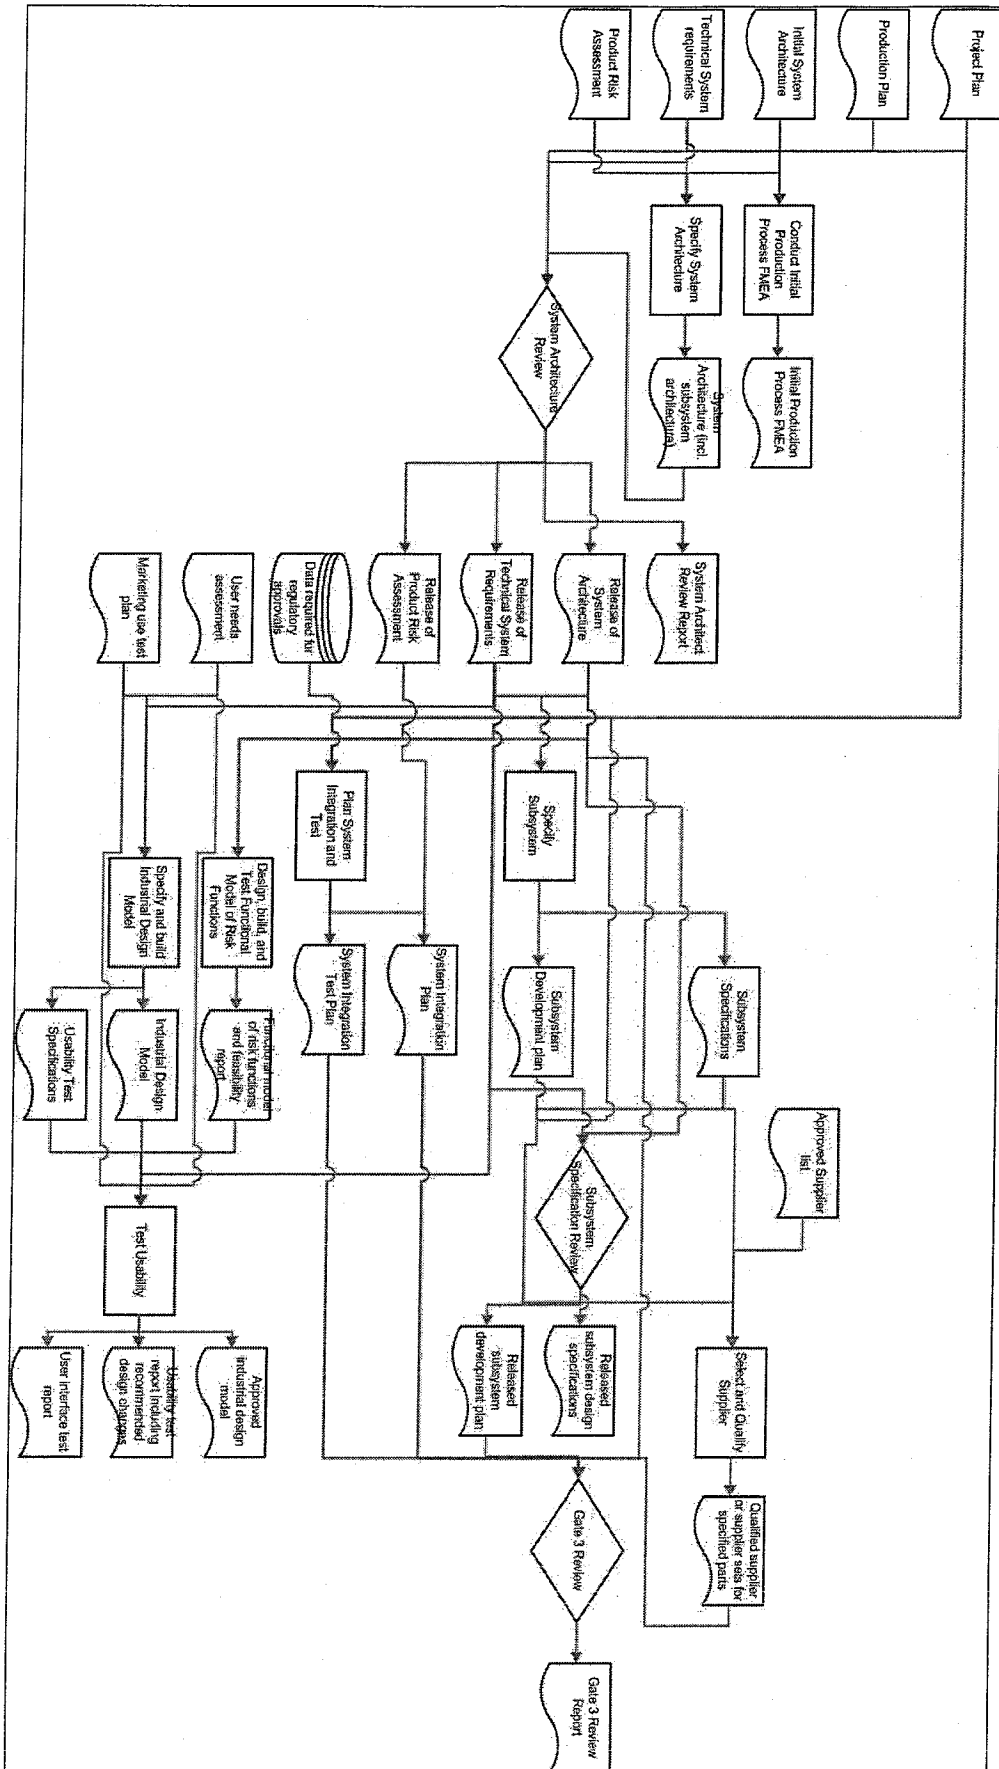 Project Plan
Production Plan
Initial System
Architecture
Technical System
requirements
Product Risk
Assessment
Conduct Initial
Production
Process FMEA
Specify System
Architecture
Initial Production
Process FMEA
System
Architecture (incl.
subsystem
architecture)
System Architecture
Review
System Architect
Review Report
Release of
System
Architecture
Release of
Technical System
Requirements
Release of
Product Risk
Assessment
Data required for
regulatory
approvals
User needs
assessment
Marketing use test
plan
Specify
Subsystem
Plan System
Integration and
Test
Design, build, and
Test Functional
Model of Risk
Functions
Specify and build
Industrial Design
Model
Subsystem
Specifications
Subsystem
Development plan
System Integration
Plan
System Integration
Test Plan
Functional model
of risk functions
and feasibility
report
Industrial Design
Model
Usability Test
Specifications
Approved Supplier
list
Subsystem
Specification Review
Test Usability
Select and Qualify
Supplier
Released
subsystem design
specifications
Released
subsystem
development plan
Approved
industrial design
model
Usability test
report including
recommended
design changes
User interface test
report
Qualified supplier
or supplier sets for
specified parts
Gate 3 Review
Gate 3 Review
Report